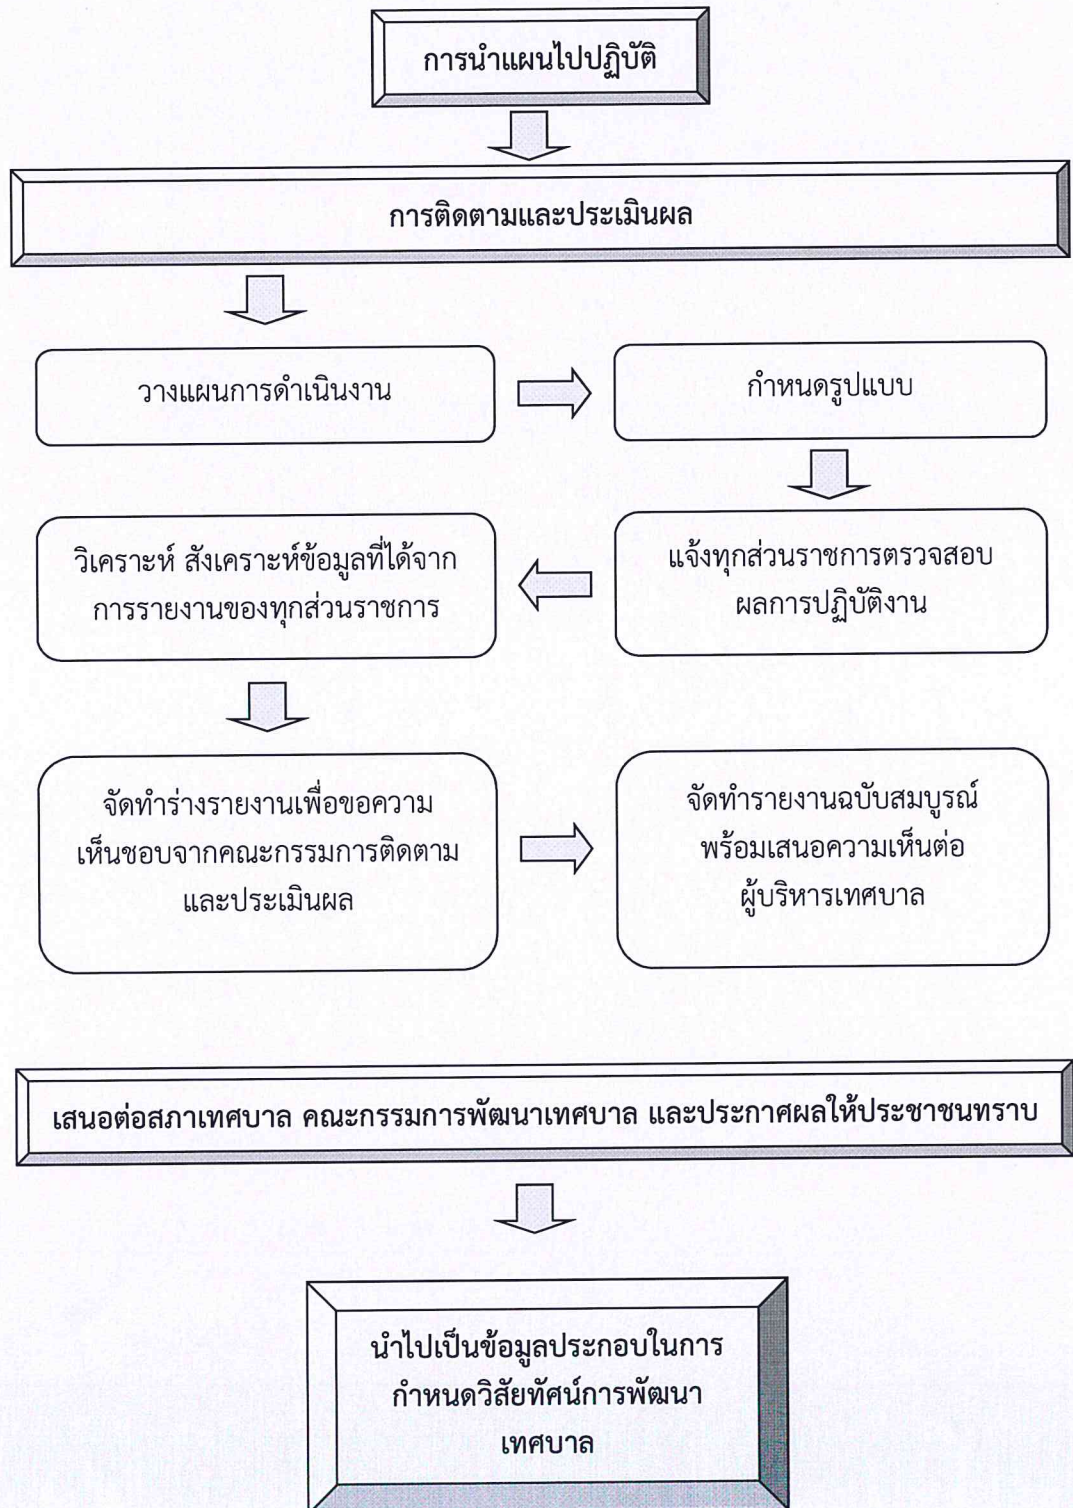 การนำแผนไปปฏิบัติ
การติดตามและประเมินผล
วางแผนการดำเนินงาน
กำหนดรูปแบบ
แจ้งทุกส่วนราชการตรวจสอบ
ผลการปฏิบัติงาน
วิเคราะห์ สังเคราะห์ข้อมูลที่ได้จาก
การรายงานของทุกส่วนราชการ
จัดทำร่างรายงานเพื่อขอความ
เห็นชอบจากคณะกรรมการติดตาม
และประเมินผล
จัดทำรายงานฉบับสมบูรณ์
พร้อมเสนอความเห็นต่อ
ผู้บริหารเทศบาล
เสนอต่อสภาเทศบาล คณะกรรมการพัฒนาเทศบาล และประกาศผลให้ประชาชนทราบ
นำไปเป็นข้อมูลประกอบในการ
กำหนดวิสัยทัศน์การพัฒนา
เทศบาล